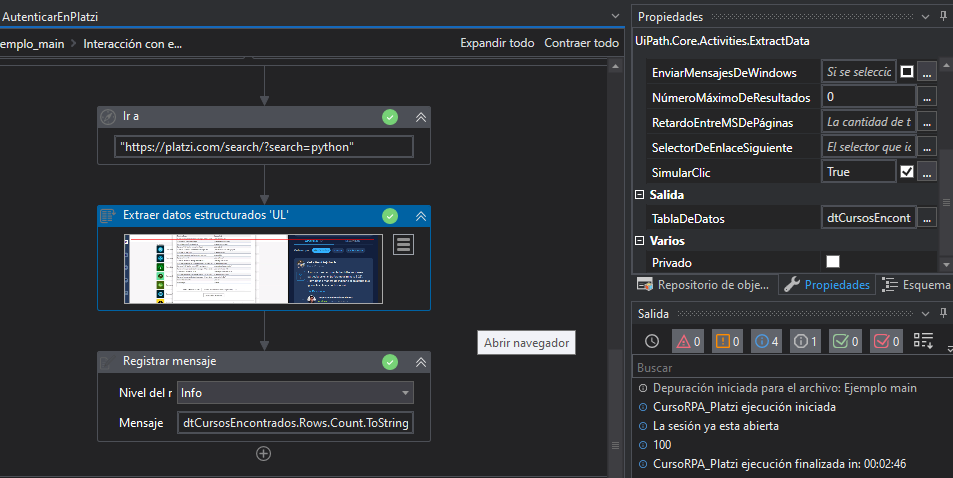 AutenticarEnPlatzi
emplo_main > Interacción con e...
Expandir todo Contraer todo
Ir a
"https://platzi.com/search/?search=python"
Extraer datos estructurados 'UL'
Abrir navegador
Registrar mensaje
Nivel del r Info
Mensaje dtCursosEncontrados.Rows.Count.ToString
Propiedades
UiPath.Core.Activities.ExtractData
EnviarMensajesDeWindows Si se seleccic ...
NúmeroMáximoDeResultados 0 ...
RetardoEntreMSDePáginas La cantidad de t ...
SelectorDeEnlaceSiguiente El selector que ic ...
SimularClic True ...
Salida
TablaDeDatos dtCursosEncont ...
Varios
Privado
Repositorio de obje... Propiedades Esquema
Salida
0 0 4 1 0 0
Buscar
Depuración iniciada para el archivo: Ejemplo main
CursoRPA_Platzi ejecución iniciada
La sesión ya esta abierta
100
CursoRPA_Platzi ejecución finalizada in: 00:02:46